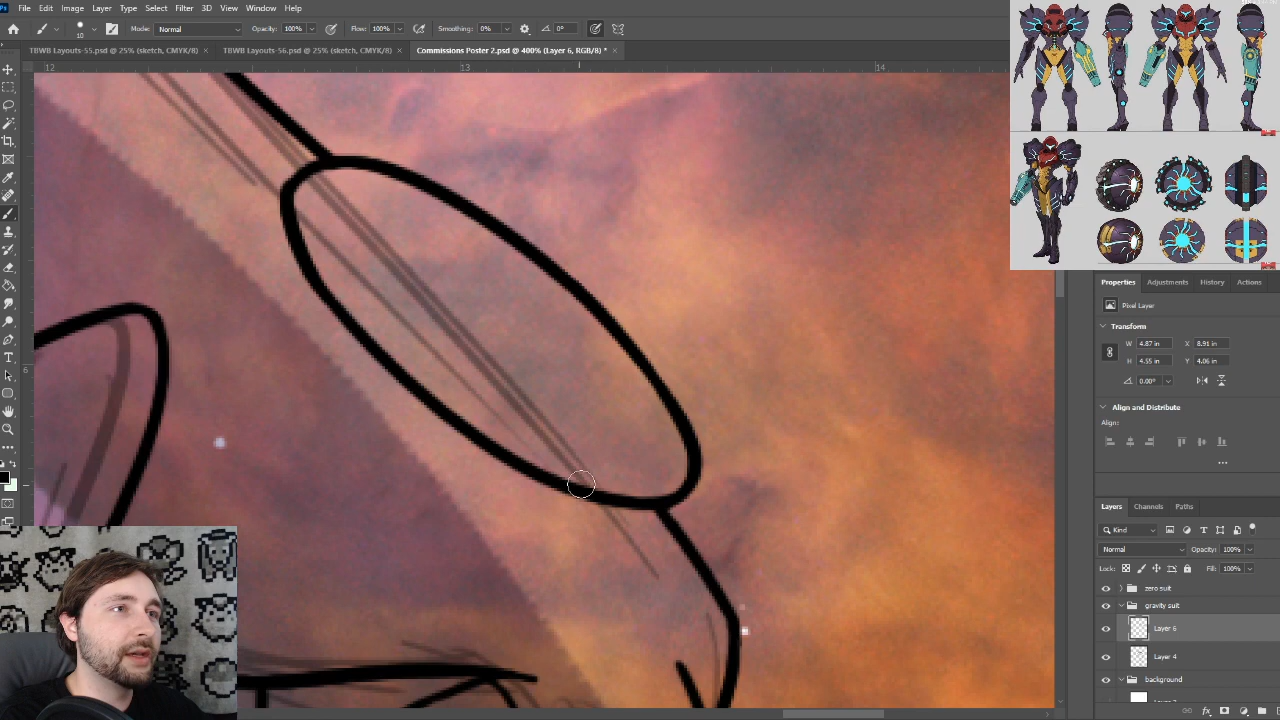 File Edit Image Layer Type Select Filter 3D View Window Help
10 Mode: Normal Opacity: 100% Flow: 100% Smoothing: 0% 0°
TBWB Layouts-55.psd @ 25% (sketch, CMYK/8) × TBWB Layouts-56.psd @ 25% (sketch, CMYK/8) × Commissions Poster 2.psd @ 400% (Layer 6, RGB/8) * ×
12 13 14
6
Properties Adjustments History Actions
Pixel Layer
Transform
W 4.87 in X 8.91 in
H 4.55 in Y 4.06 in
0.00°
Align and Distribute
Align:
Layers Channels Paths
Kind
Normal Opacity: 100%
Lock: Fill: 100%
zero suit
gravity suit
Layer 6
Layer 4
background
fx